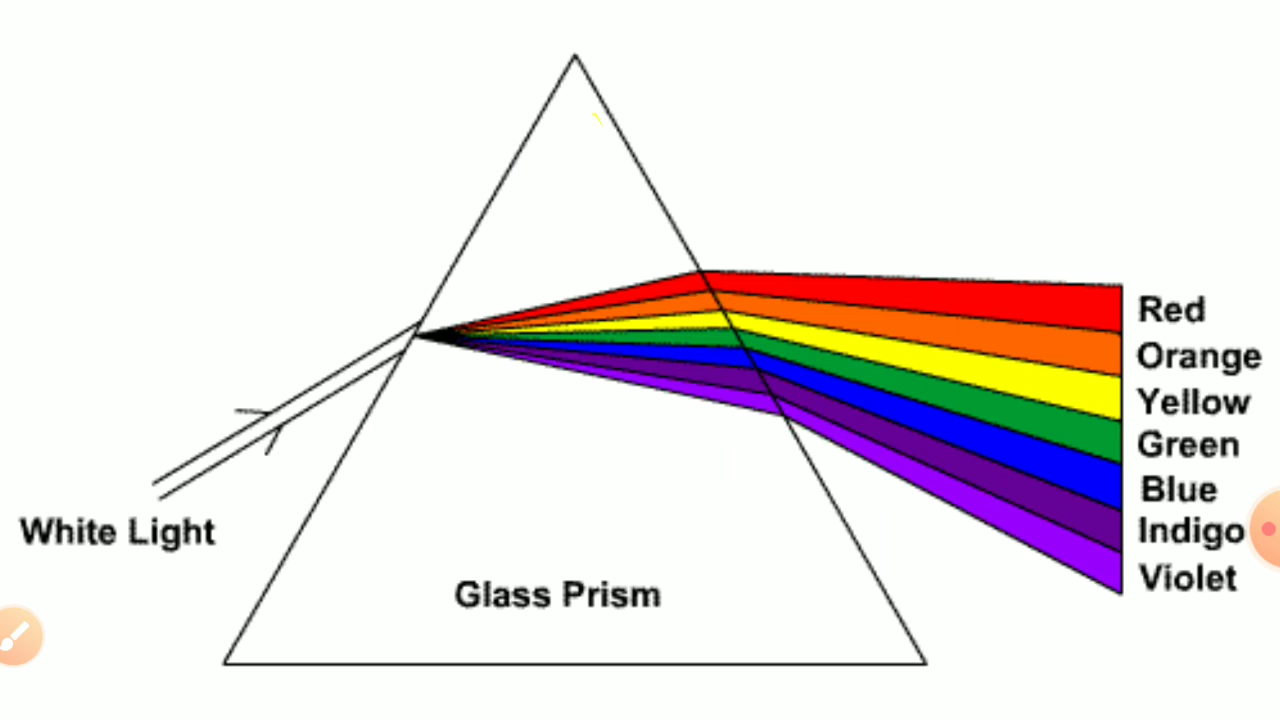 White Light
Glass Prism
Red
Orange
Yellow
Green
Blue
Indigo
Violet